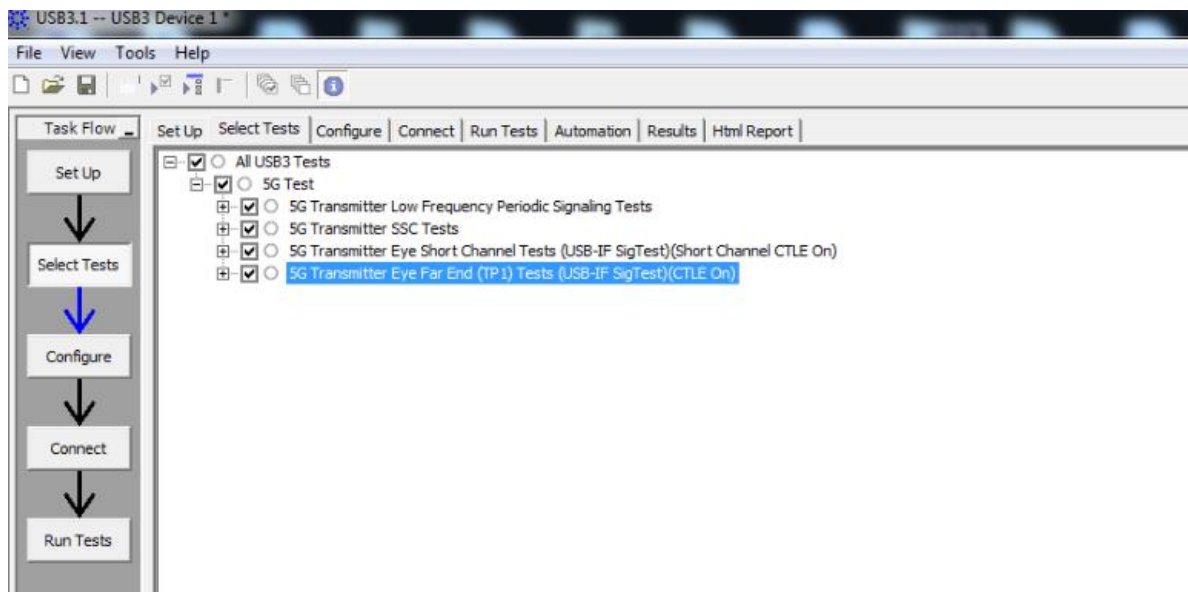 USB3.1 -- USB3 Device 1 *
File View Tools Help
Task Flow
Set Up Select Tests Configure Connect Run Tests Automation Results Html Report
Set Up
Select Tests
Configure
Connect
Run Tests
All USB3 Tests
5G Test
5G Transmitter Low Frequency Periodic Signaling Tests
5G Transmitter SSC Tests
5G Transmitter Eye Short Channel Tests (USB-IF SigTest)(Short Channel CTLE On)
5G Transmitter Eye Far End (TP1) Tests (USB-IF SigTest)(CTLE On)